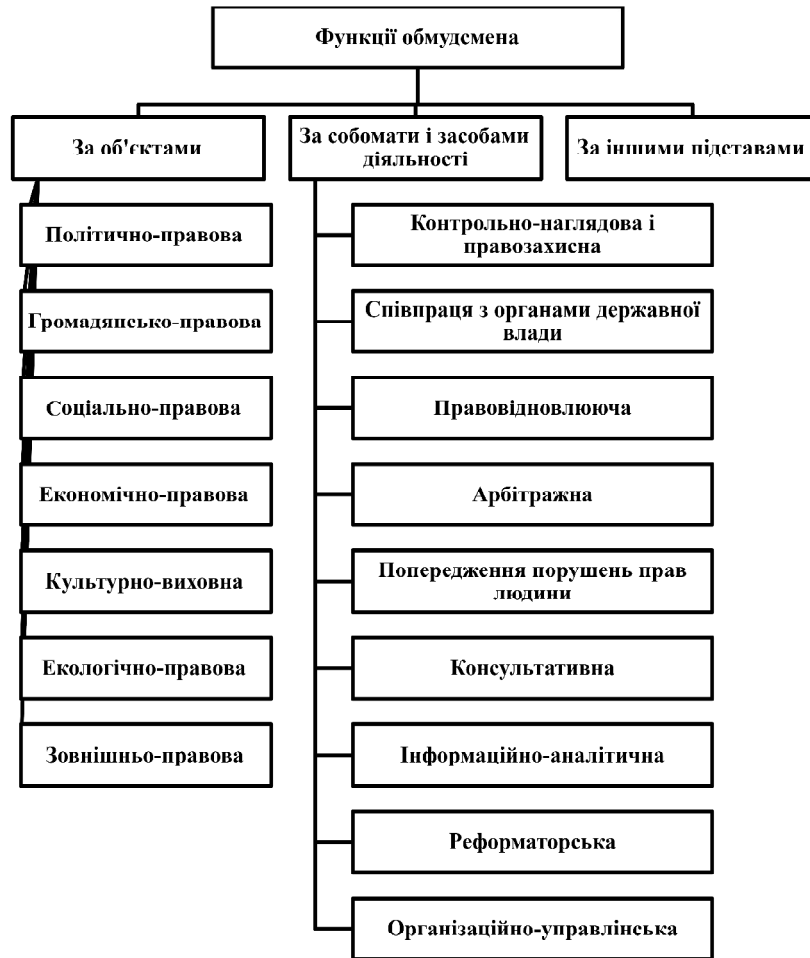 Функції обмудсмена
За об'єктами
За собомати і засобами
діяльності
За іншими підставами
Політично-правова
Громадянсько-правова
Соціально-правова
Економічно-правова
Культурно-виховна
Екологічно-правова
Зовнішньо-правова
Контрольно-наглядова і
правозахисна
Співпраця з органами державної
влади
Правовідновлююча
Арбітражна
Попередження порушень прав
людини
Консультативна
Інформаційно-аналітична
Реформаторська
Організаційно-управлінська